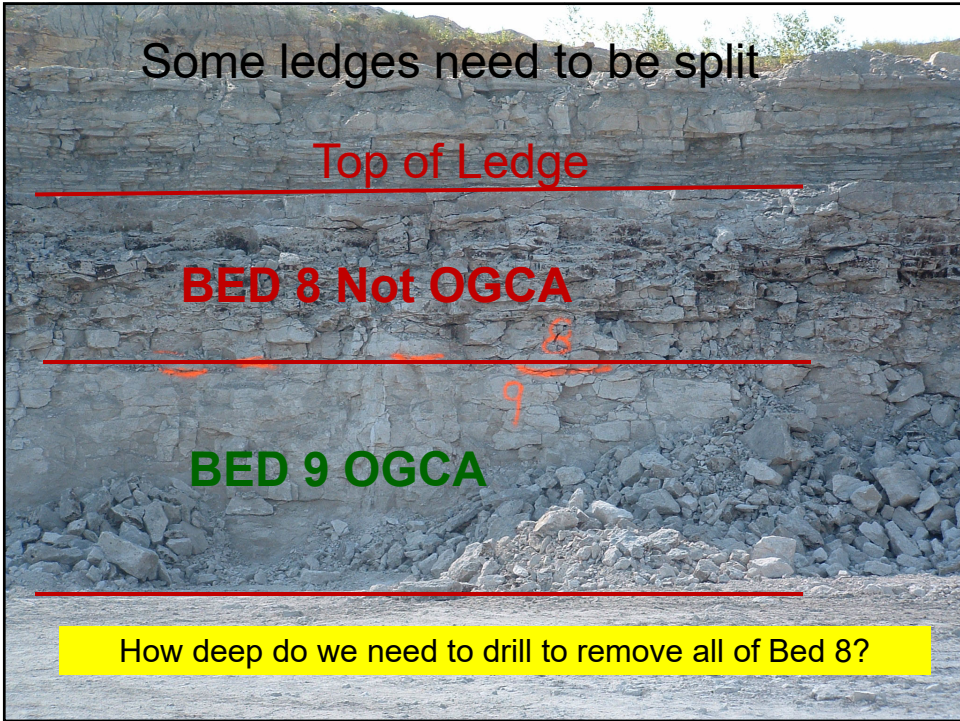 Some ledges need to be split
Top of Ledge
BED 8 Not OGCA
8
9
BED 9 OGCA
How deep do we need to drill to remove all of Bed 8?